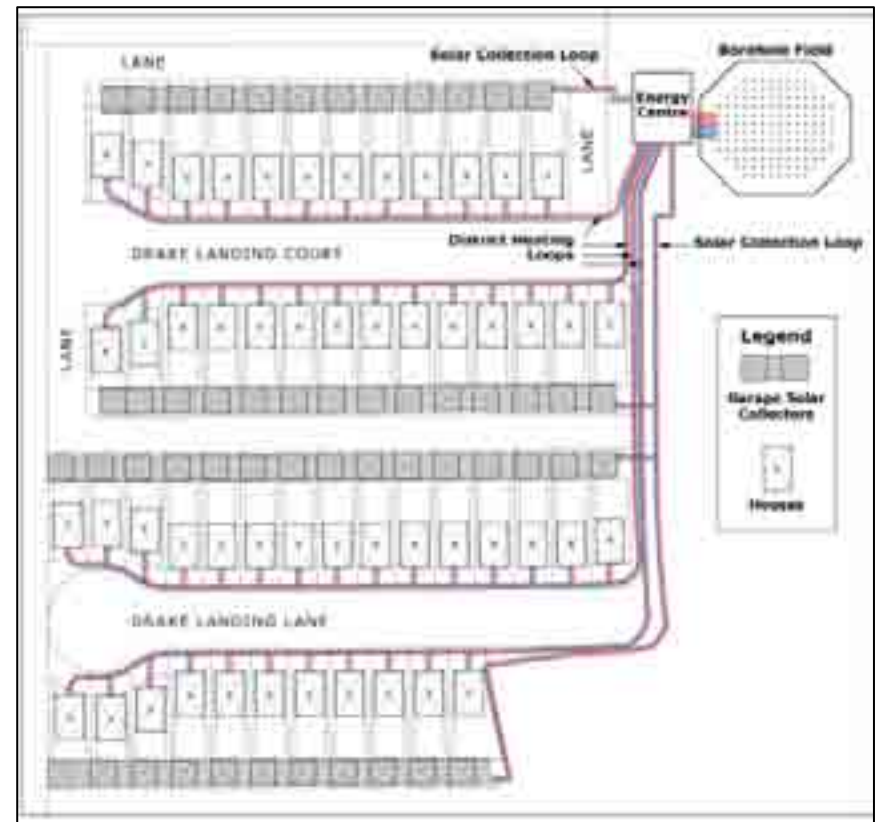 LANE
Solar Collection Loop
Borehole Field
Energy
Centre
LANE
DRAKE LANDING COURT
District Heating
Loops
Solar Collection Loop
LANE
Legend
Garage Solar
Collectors
Houses
DRAKE LANDING LANE